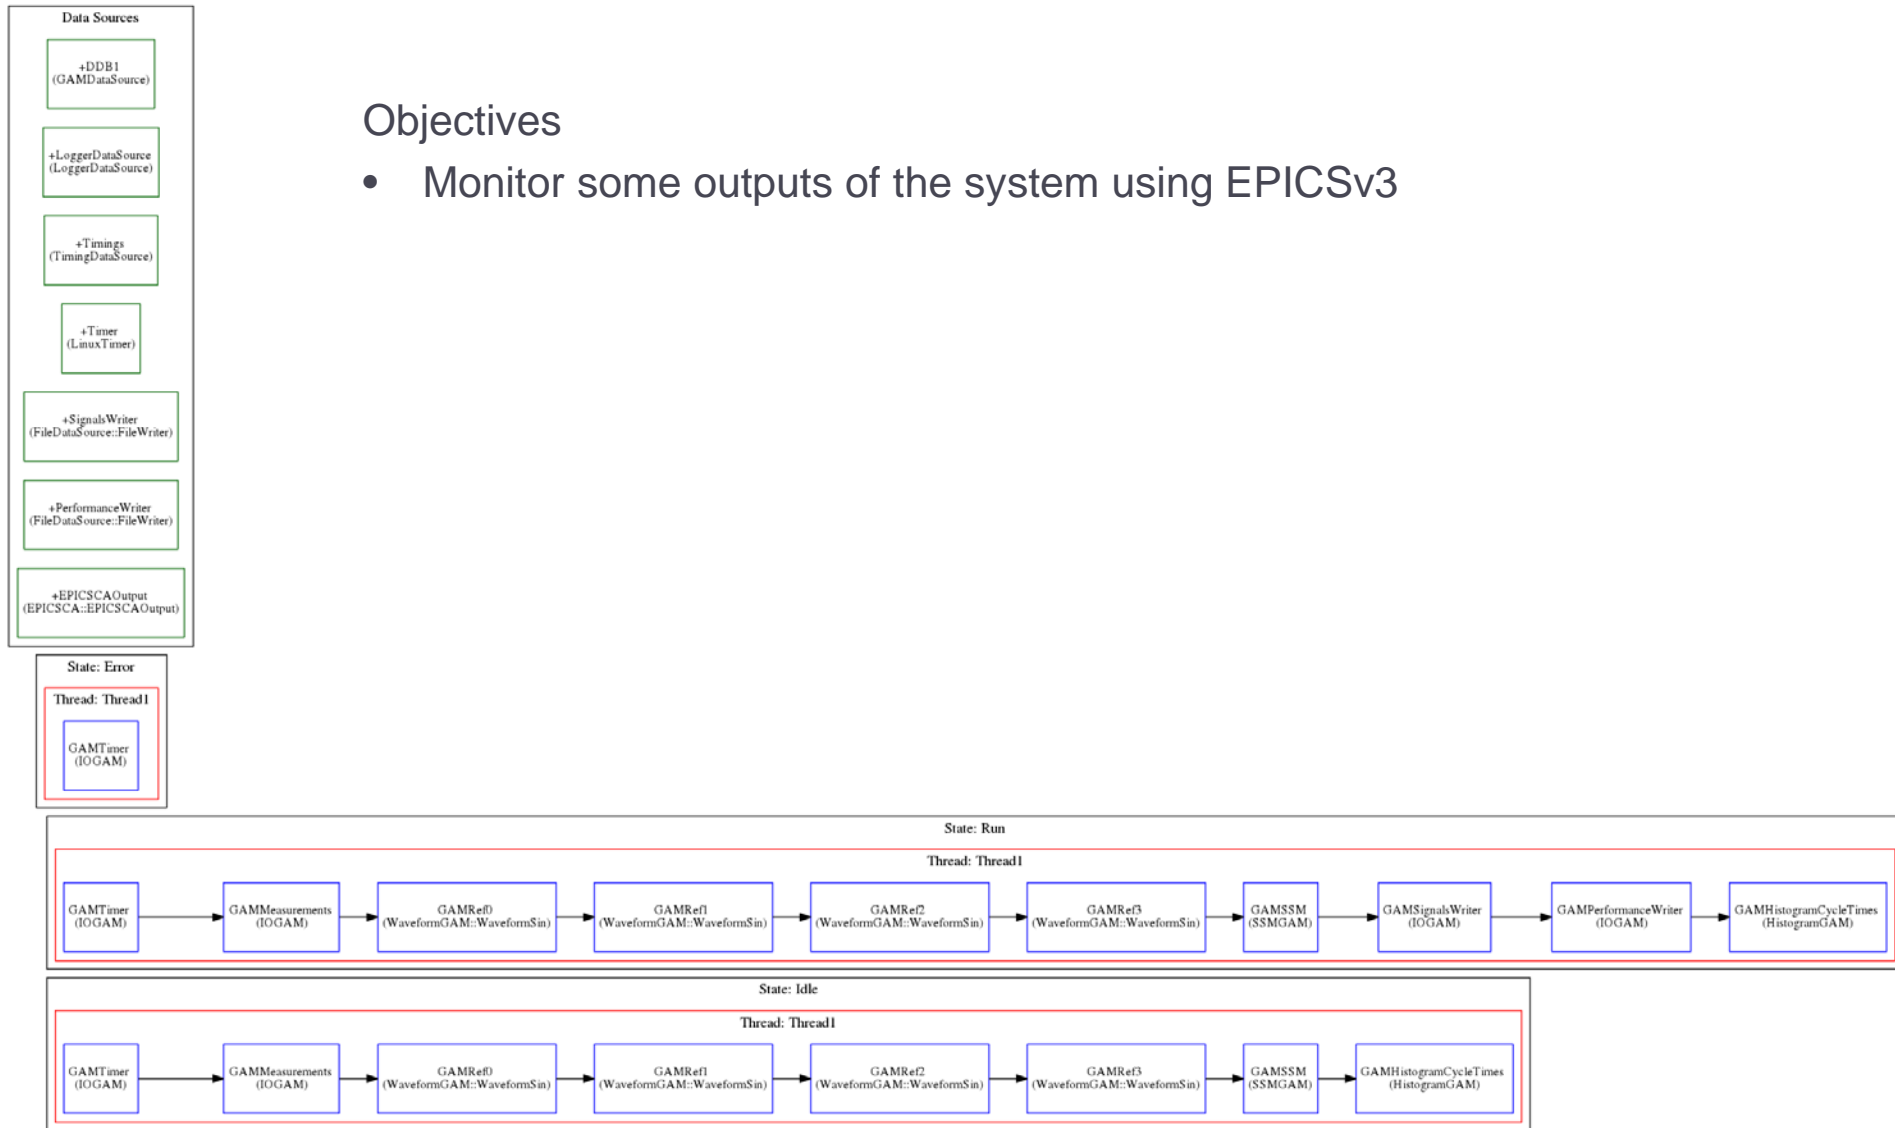 Data Sources
+DDB1
(GAMDataSource)
+LoggerDataSource
(LoggerDataSource)
+Timings
(TimingDataSource)
+Timer
(LinuxTimer)
+SignalsWriter
(FileDataSource::FileWriter)
+PerformanceWriter
(FileDataSource::FileWriter)
+EPICSCAOutput
(EPICSCA::EPICSCAOutput)
Objectives
• Monitor some outputs of the system using EPICSv3
State: Error
Thread: Thread1
GAMTimer
(IOGAM)
State: Run
Thread: Thread1
GAMTimer
(IOGAM)
GAMMeasurements
(IOGAM)
GAMRef0
(WaveformGAM::WaveformSin)
GAMRef1
(WaveformGAM::WaveformSin)
GAMRef2
(WaveformGAM::WaveformSin)
GAMRef3
(WaveformGAM::WaveformSin)
GAMSSM
(SSMGAM)
GAMSignalsWriter
(IOGAM)
GAMPerformanceWriter
(IOGAM)
GAMHistogramCycleTimes
(HistogramGAM)
State: Idle
Thread: Thread1
GAMTimer
(IOGAM)
GAMMeasurements
(IOGAM)
GAMRef0
(WaveformGAM::WaveformSin)
GAMRef1
(WaveformGAM::WaveformSin)
GAMRef2
(WaveformGAM::WaveformSin)
GAMRef3
(WaveformGAM::WaveformSin)
GAMSSM
(SSMGAM)
GAMHistogramCycleTimes
(HistogramGAM)